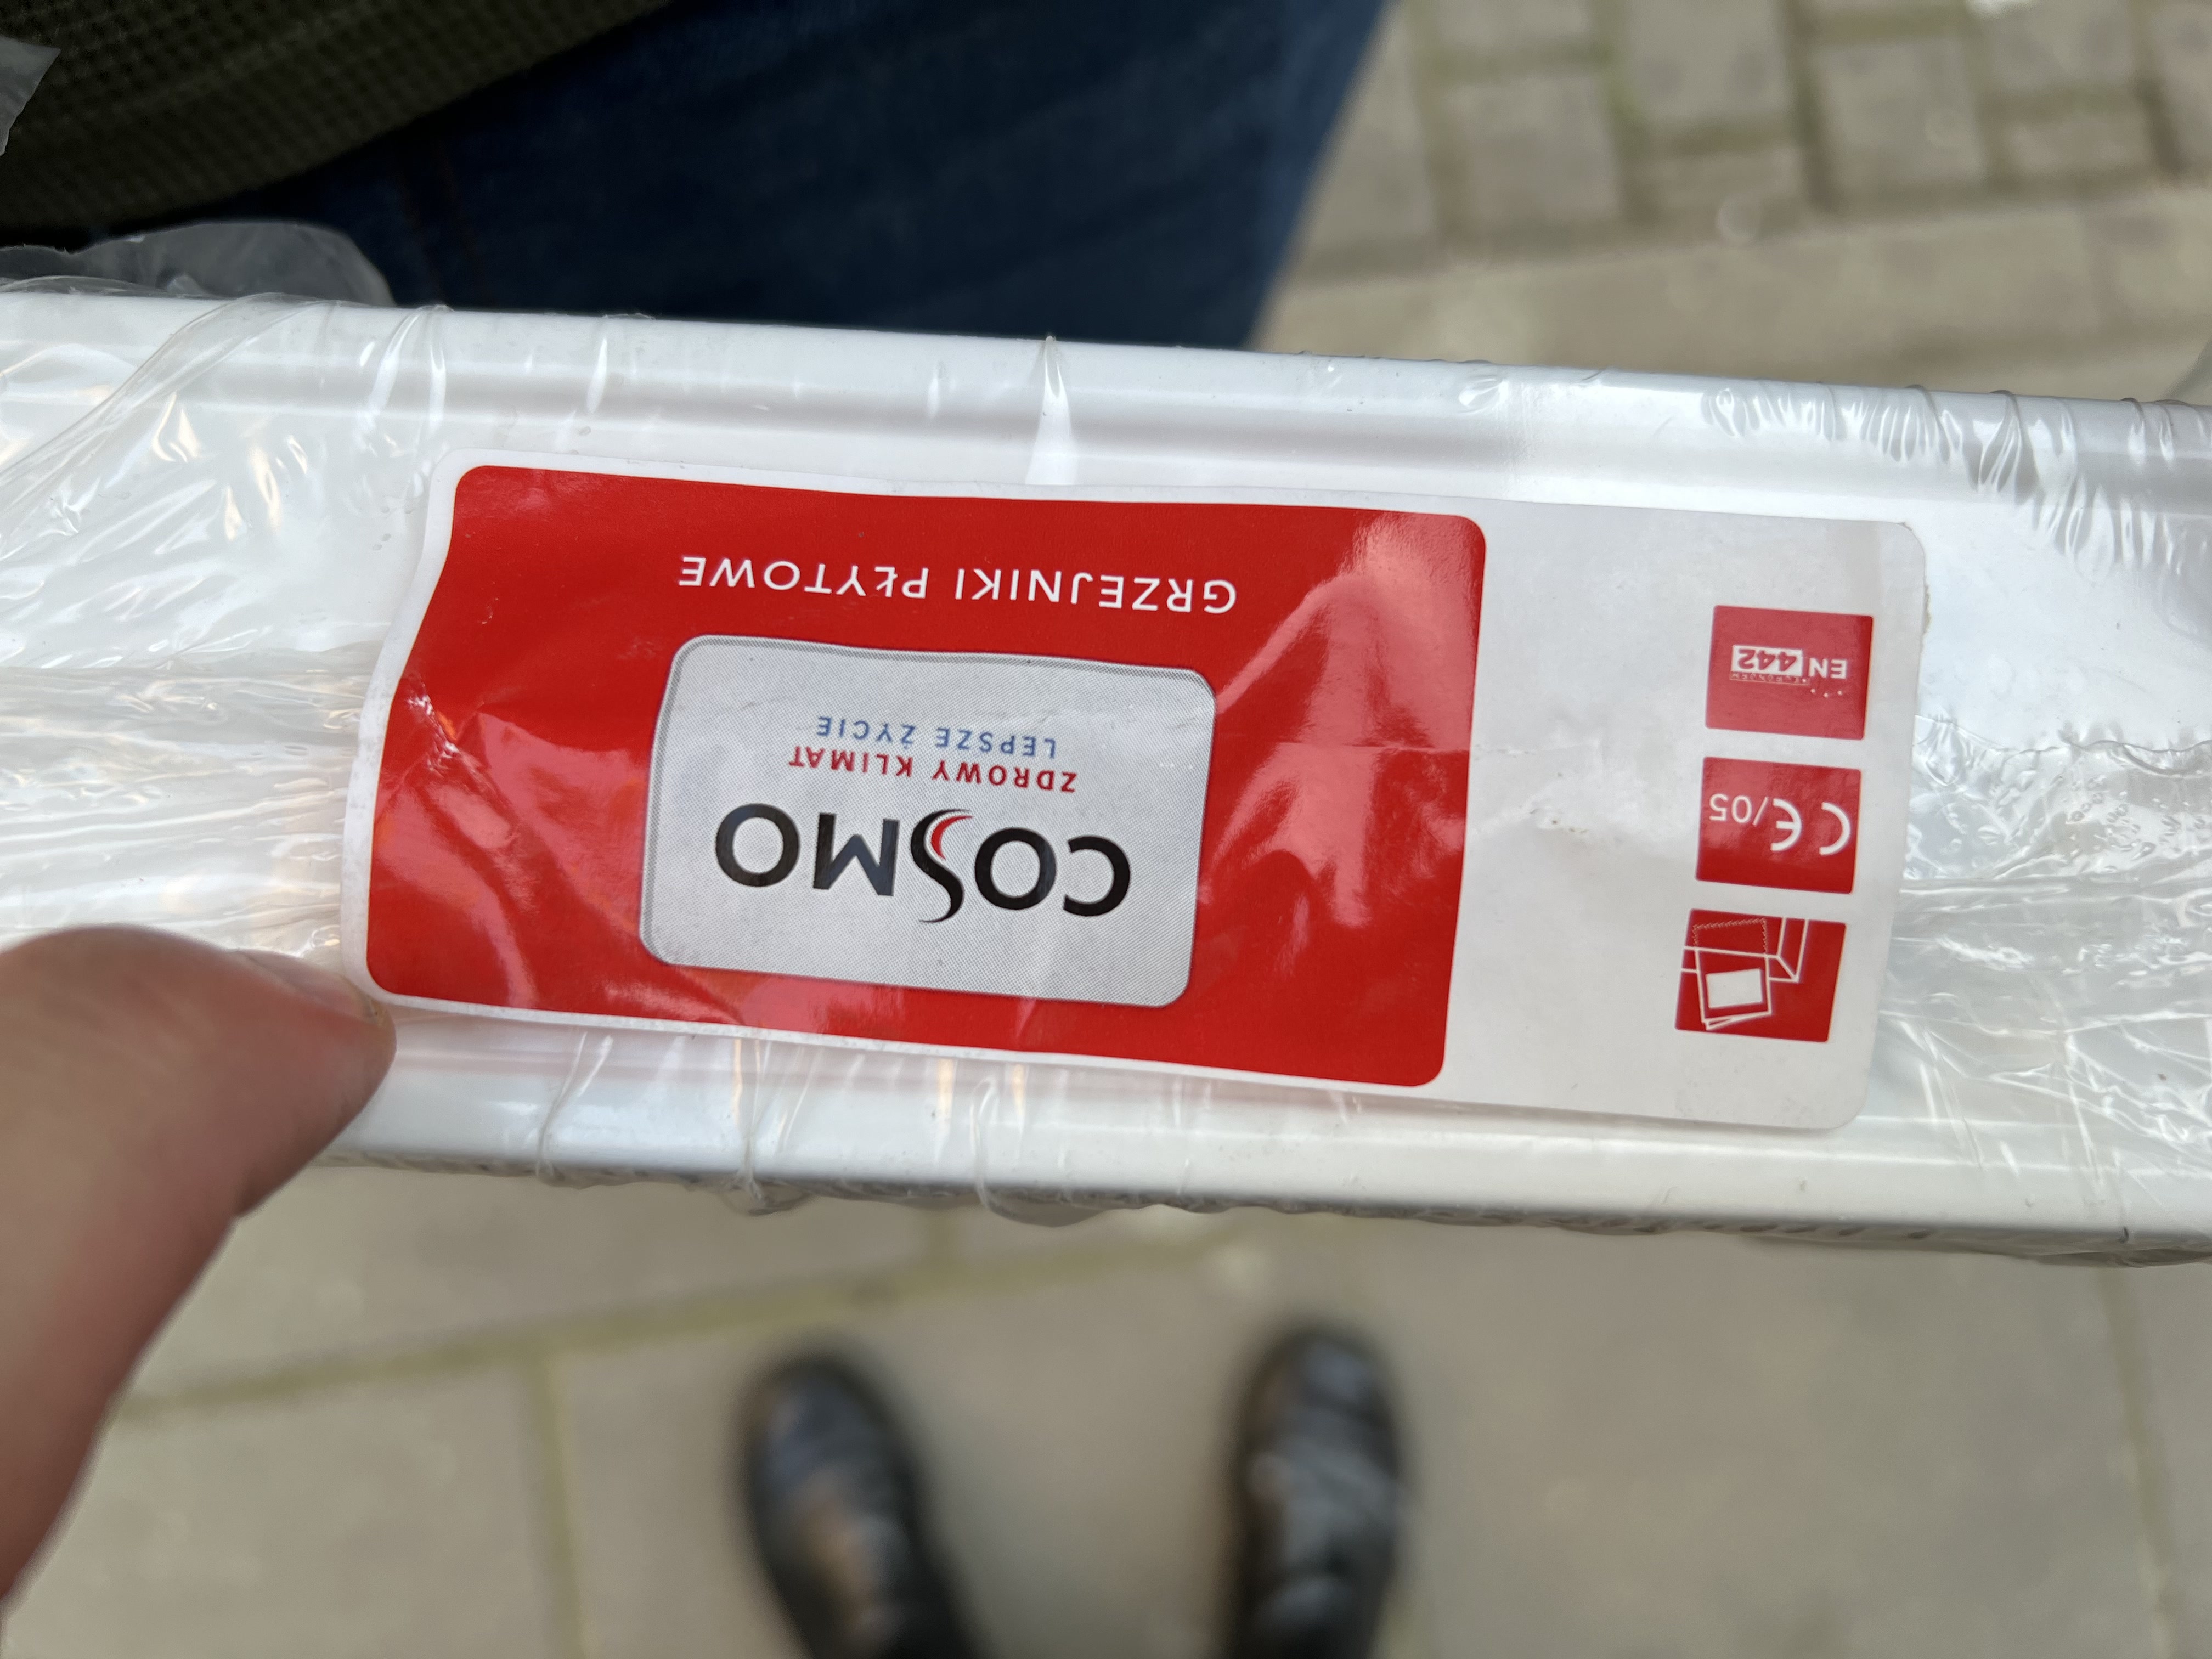 COSMO
ZDROWY KLIMAT
LEPSZE ŻYCIE
GRZEJNIKI PŁYTOWE
CE/05
EN 442